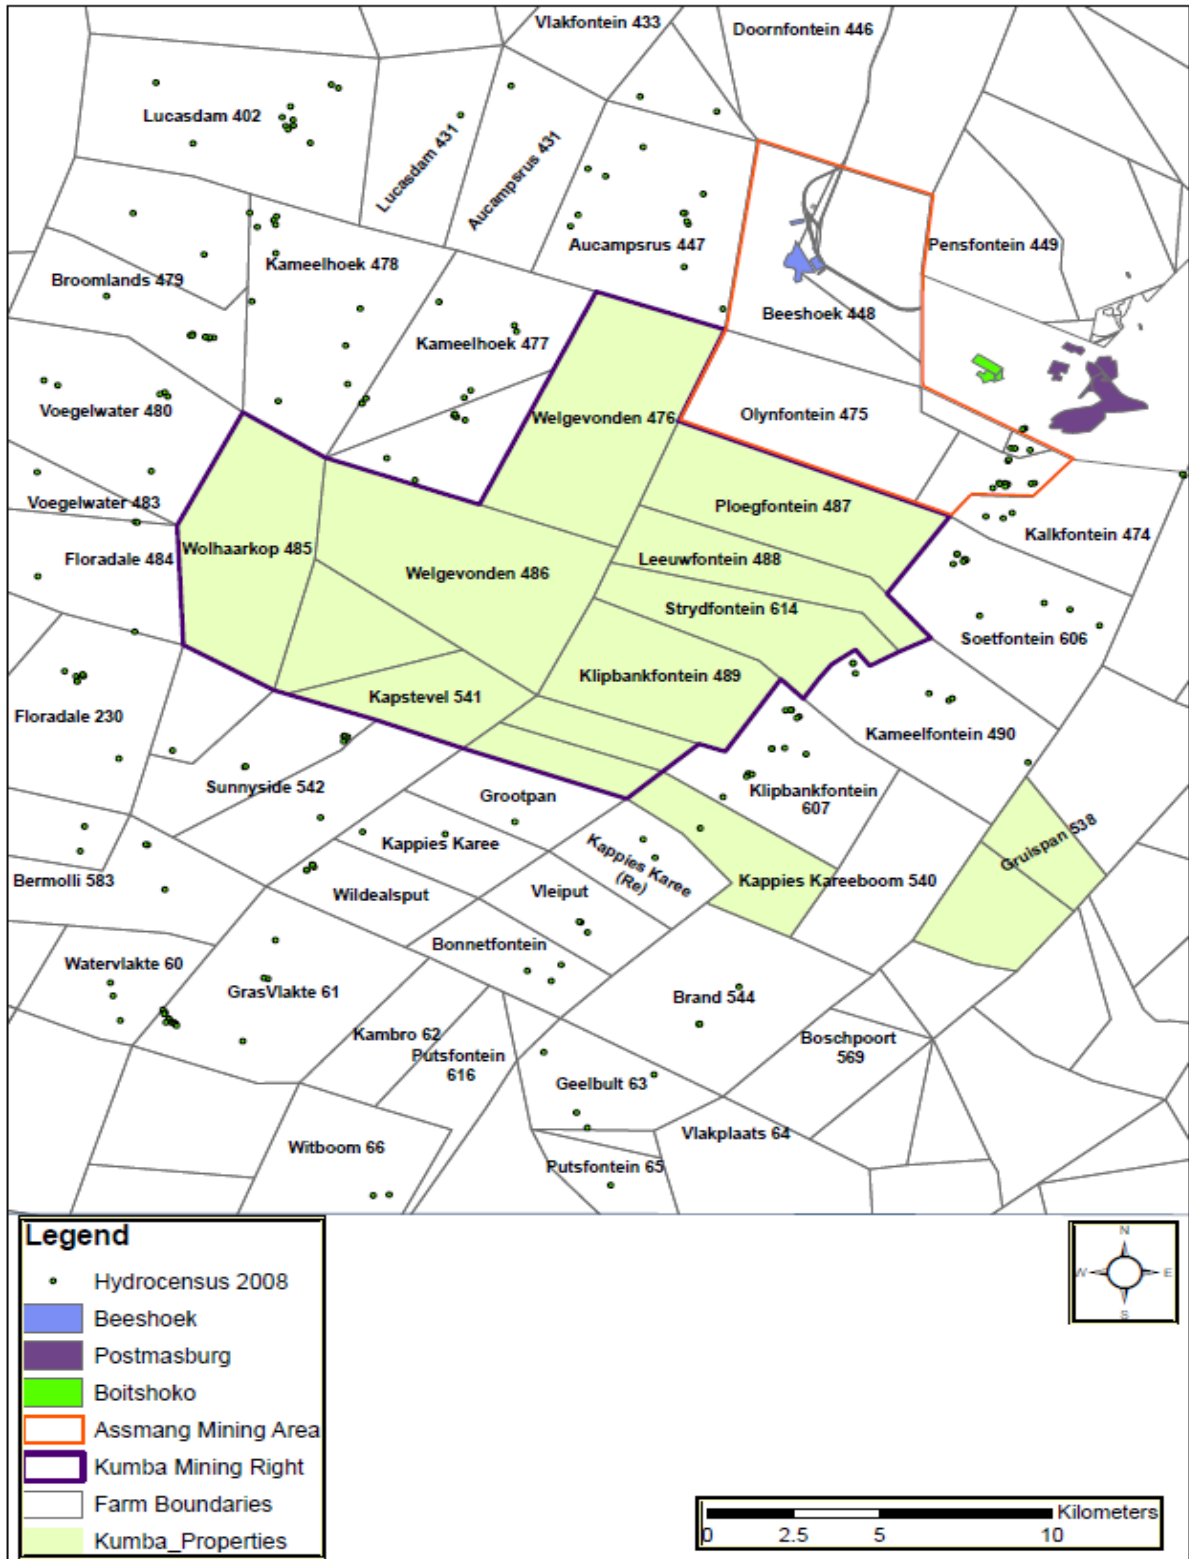 Vlakfontein 433
Doornfontein 446
Lucasdam 402
Lucasdam 431
Aucampsrus 431
Aucampsrus 447
Pensfontein 449
Kameelhoek 478
Broomlands 479
Beeshoek 448
Kameelhoek 477
Voegelwater 480
Welgevonden 476
Olynfontein 475
Voegelwater 483
Ploegfontein 487
Kalkfontein 474
Floradale 484
Wolhaarkop 485
Leeuwfontein 488
Welgevonden 486
Strydfontein 614
Soetfontein 606
Klipbankfontein 489
Kapstevel 541
Floradale 230
Kameelfontein 490
Sunnyside 542
Grootpan
Klipbankfontein
607
Kappies Karee
Kappies Karee
(Re)
Gruispan 538
Bermolli 583
Wildealsput
Vleiput
Kappies Kareeboom 540
Bonnetfontein
Watervlakte 60
GrasVlakte 61
Brand 544
Kambro 62
Putsfontein
616
Boschpoort
569
Geelbult 63
Vlakplaats 64
Witboom 66
Putsfontein 65
Legend
Hydrocensus 2008
Beeshoek
Postmasburg
Boitshoko
Assmang Mining Area
Kumba Mining Right
Farm Boundaries
Kumba_Properties
N
W
E
S
Kilometers
0 2.5 5 10